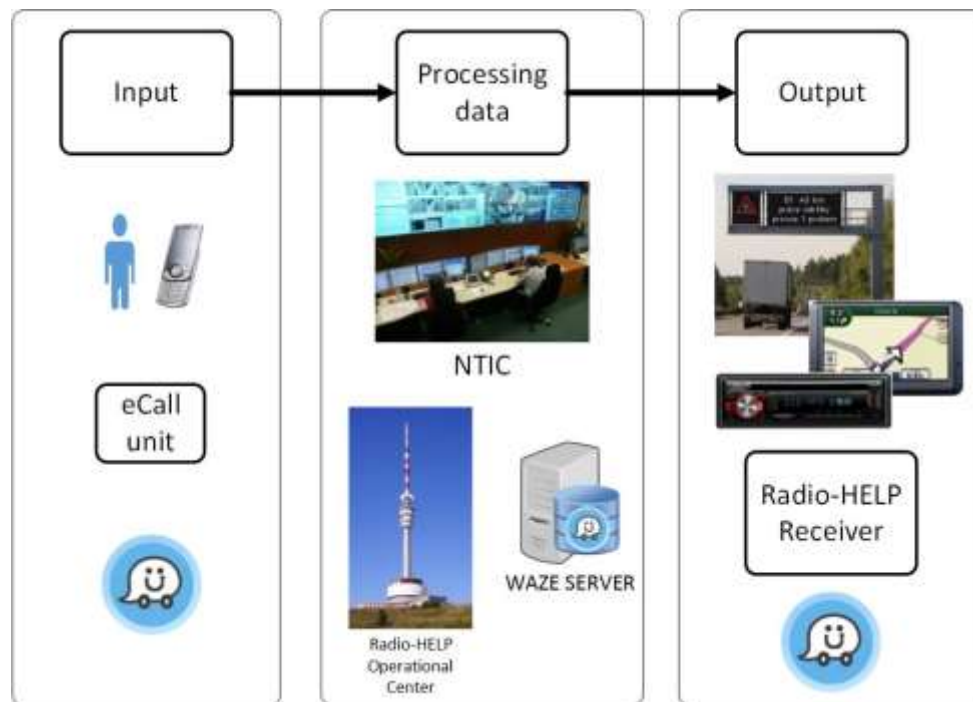 Input
Processing
data
Output
eCall
unit
NTIC
Radio-HELP
Operational
Center
WAZE SERVER
Radio-HELP
Receiver